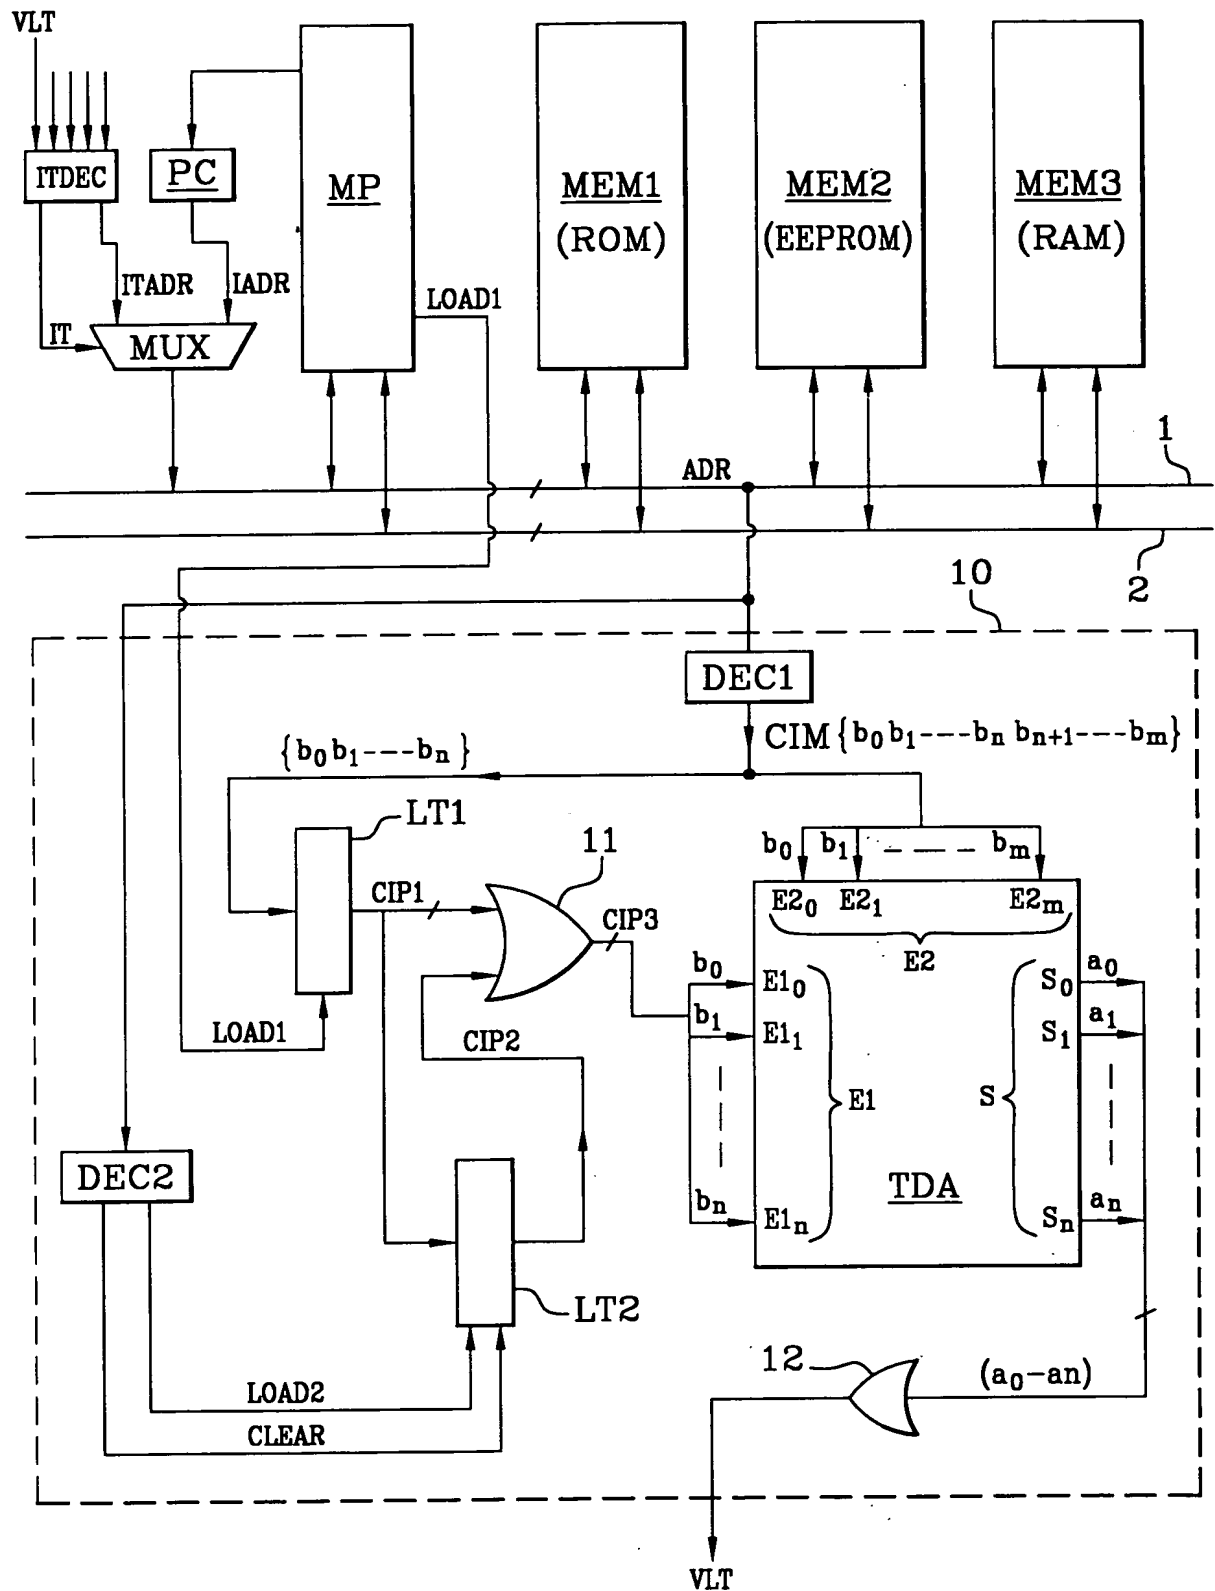 VLT
ITDEC
PC
MP
MEM1
(ROM)
MEM2
(EEPROM)
MEM3
(RAM)
ITADR
IADR
IT
MUX
LOAD1
ADR
1
2
10
DEC1
CIM {b0 b1----bn bn+1----bm}
{b0 b1----bn}
LT1
11
CIP1
CIP3
b0
b1
bm
E20
E21
E2m
E2
b0
b1
bn
E10
E11
E1n
E1
S0
S1
Sn
S
a0
a1
an
TDA
LOAD1
CIP2
DEC2
LT2
LOAD2
CLEAR
12
(a0-an)
VLT